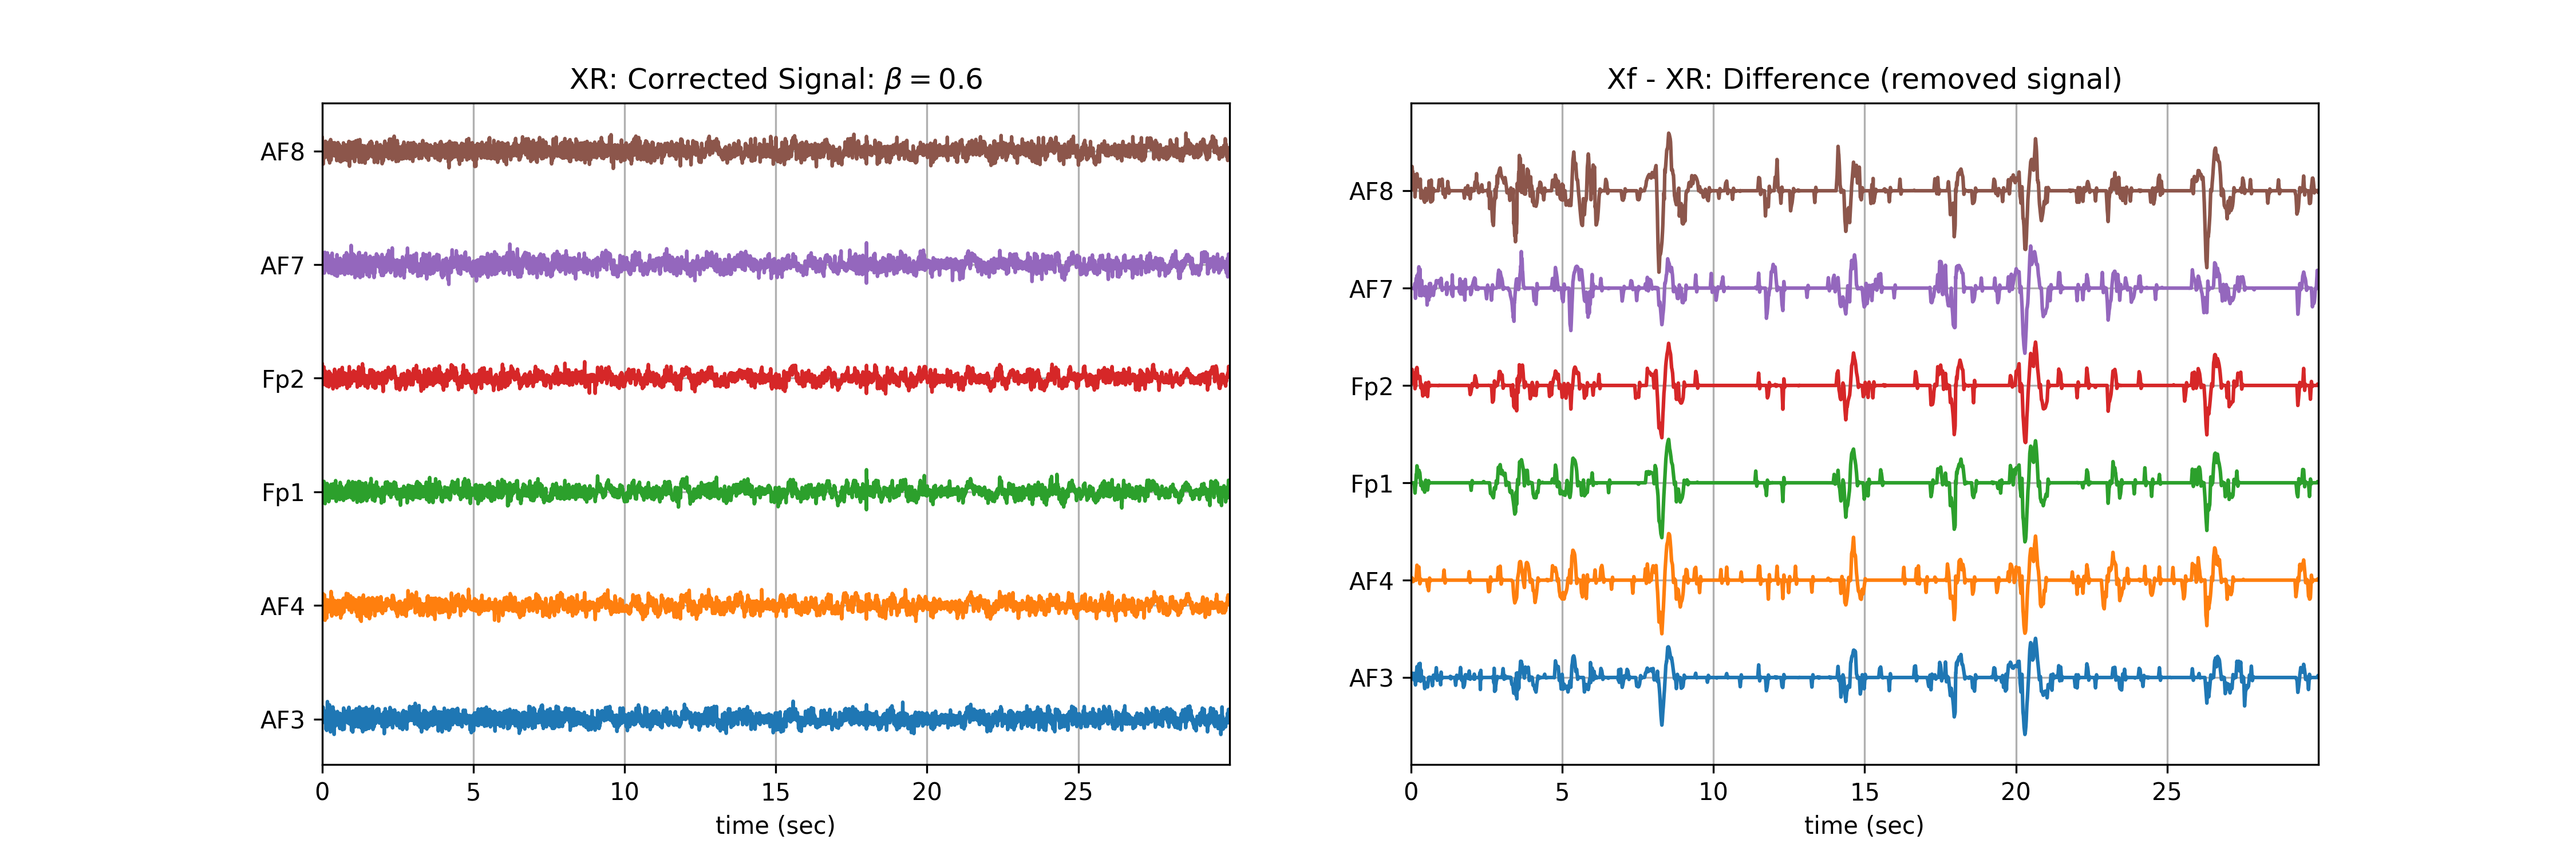 XR: Corrected Signal: β = 0.6
AF8
AF7
Fp2
Fp1
AF4
AF3
0 5 10 15 20 25
time (sec)
Xf - XR: Difference (removed signal)
AF8
AF7
Fp2
Fp1
AF4
AF3
0 5 10 15 20 25
time (sec)